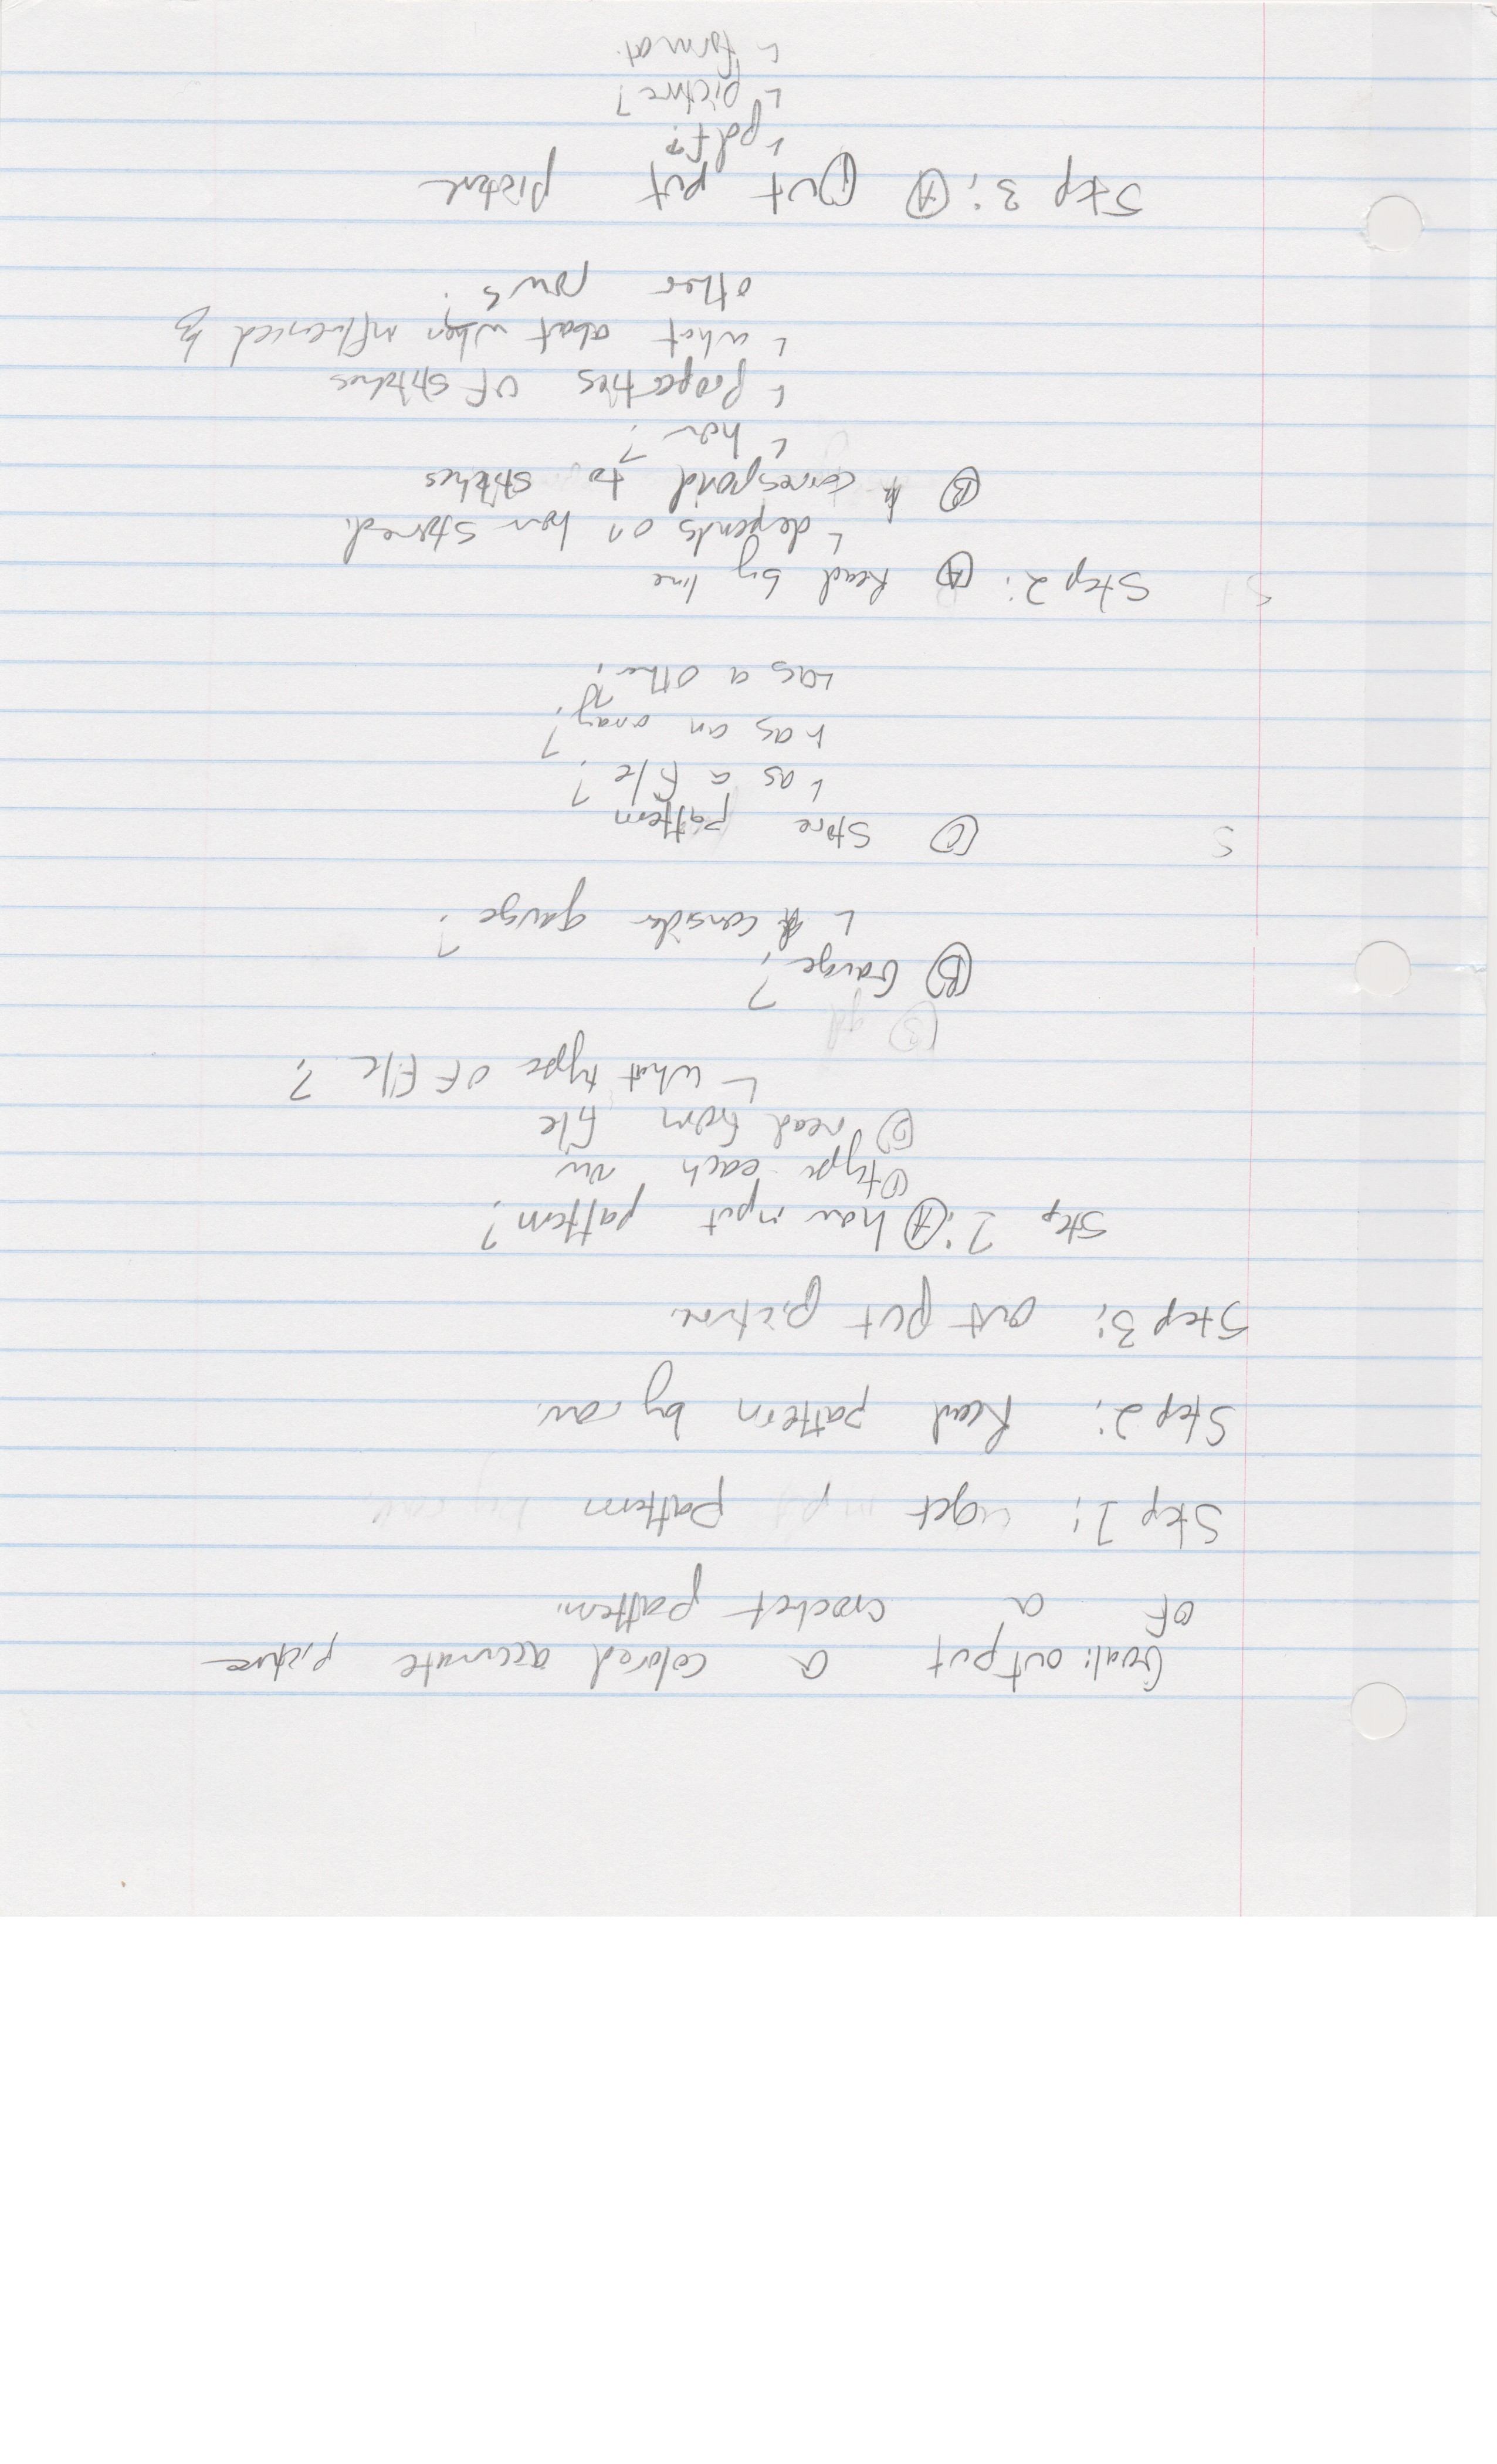 Goal: output a colored accurate picture
OF a crochet pattern.
Step 1: get pattern
Step 2: Read pattern by row.
Step 3: out put picture.
Step 1: Ⓐ how input pattern?
① type each in
② read from file
└ what type OF File?
Ⓑ Gauge?
└ consider gauge?
Ⓒ Store pattern
└ as a File?
└ as an array?
└ as a other?
Step 2: Ⓐ Read by line
└ depends on how stored.
Ⓑ correspond to stitches
└ how?
└ properties OF stitches
└ what about when influenced by
other rows?
Step 3: Ⓐ Out put picture
└ pdf?
└ picture?
└ format.